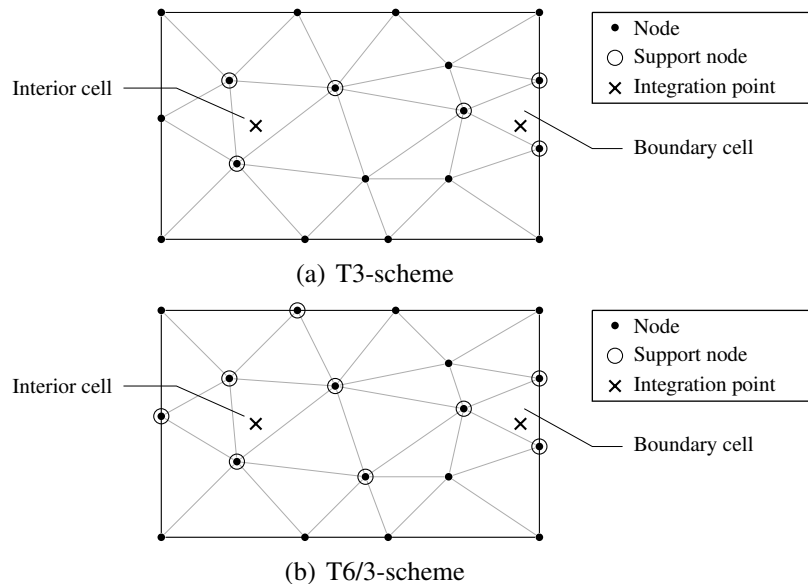 Interior cell
Node
Support node
Integration point
Boundary cell
(a) T3-scheme
Interior cell
Node
Support node
Integration point
Boundary cell
(b) T6/3-scheme